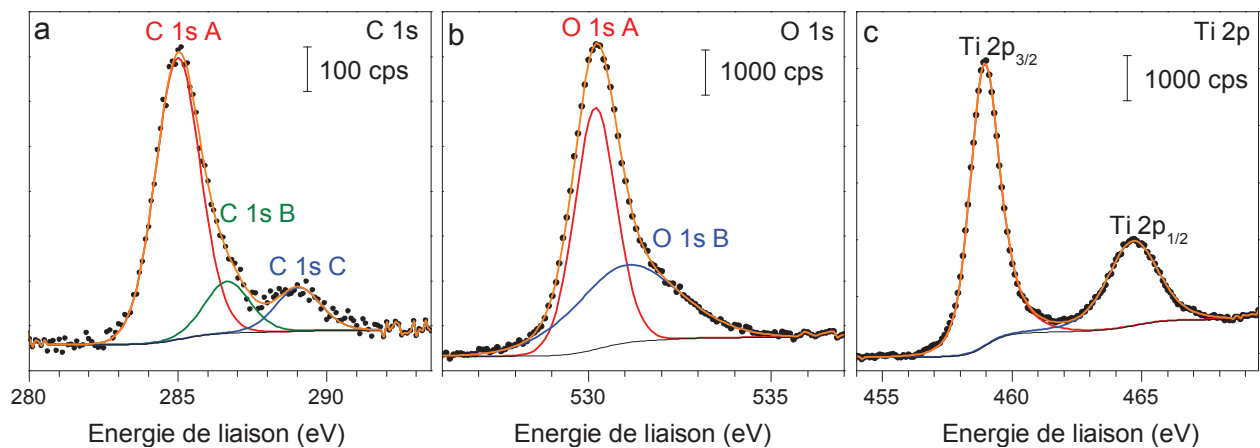 a
C 1s A
C 1s
100 cps
C 1s B
C 1s C
280
285
290
Energie de liaison (eV)
b
O 1s A
O 1s
1000 cps
O 1s B
530
535
Energie de liaison (eV)
c
Ti 2p
Ti 2p3/2
1000 cps
Ti 2p1/2
455
460
465
Energie de liaison (eV)